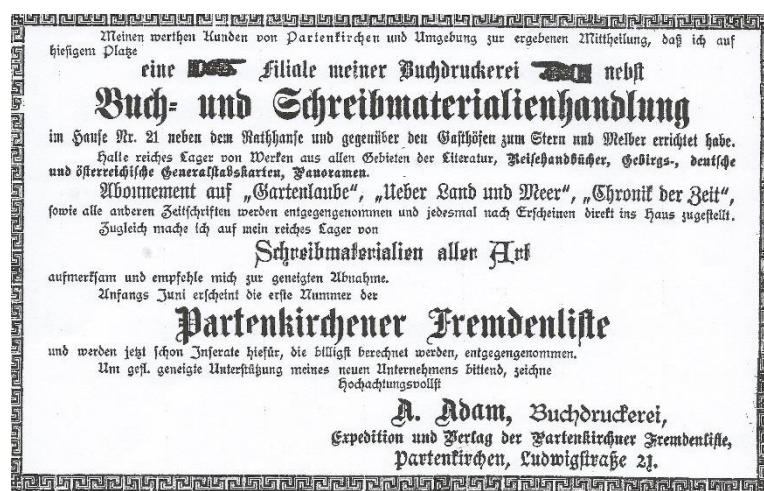 Meinen werthen Kunden von Partenkirchen und Umgebung zur ergebenen Mittheilung, daß ich auf
hiesigem Platze
eine Filiale meiner Buchdruckerei nebst
Buch- und Schreibmaterialienhandlung
im Hause Nr. 21 neben dem Rathhause und gegenüber den Gasthöfen zum Stern und Melber errichtet habe.
Halte reiches Lager von Werken aus allen Gebieten der Literatur, Reisehandbücher, Gebirgs-, deutsche
und österreichische Generalstabskarten, Panoramen.
Abonnement auf „Gartenlaube“, „Ueber Land und Meer“, „Chronik der Zeit“,
sowie alle anderen Zeitschriften werden entgegengenommen und jedesmal nach Erscheinen direkt ins Haus zugestellt.
Zugleich mache ich auf mein reiches Lager von
Schreibmaterialien aller Art
aufmerksam und empfehle mich zur geneigten Abnahme.
Anfangs Juni erscheint die erste Nummer der
Partenkirchener Fremdenliste
und werden jetzt schon Inserate hiefür, die billigst berechnet werden, entgegengenommen.
Um gefl. geneigte Unterstützung meines neuen Unternehmens bittend, zeichne
Hochachtungsvollst
A. Adam, Buchdruckerei,
Expedition und Verlag der Partenkirchner Fremdenliste,
Partenkirchen, Ludwigstraße 21.